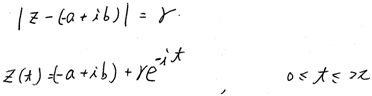 |z - (-a + ib)| = r.
z(t) = (-a + ib) + re^{-it}, 0 ≤ t ≤ 2π